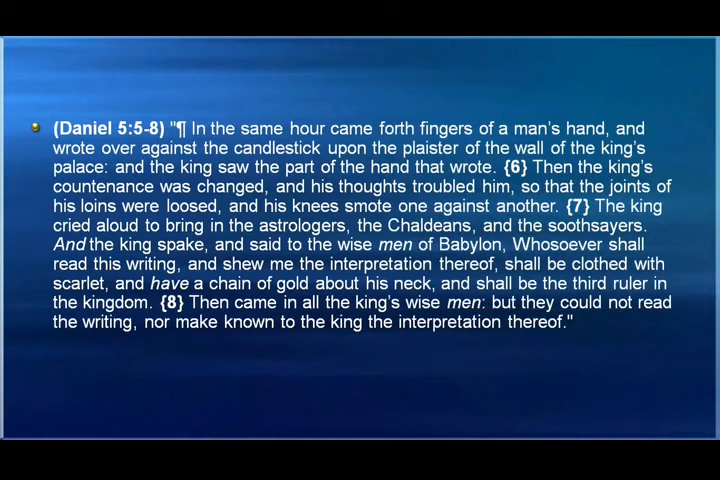 (Daniel 5:5-8) "¶ In the same hour came forth fingers of a man's hand, and
wrote over against the candlestick upon the plaister of the wall of the king's
palace: and the king saw the part of the hand that wrote. {6} Then the king's
countenance was changed, and his thoughts troubled him, so that the joints of
his loins were loosed, and his knees smote one against another. {7} The king
cried aloud to bring in the astrologers, the Chaldeans, and the soothsayers.
And the king spake, and said to the wise men of Babylon, Whosoever shall
read this writing, and shew me the interpretation thereof, shall be clothed with
scarlet, and have a chain of gold about his neck, and shall be the third ruler in
the kingdom. {8} Then came in all the king's wise men: but they could not read
the writing, nor make known to the king the interpretation thereof."